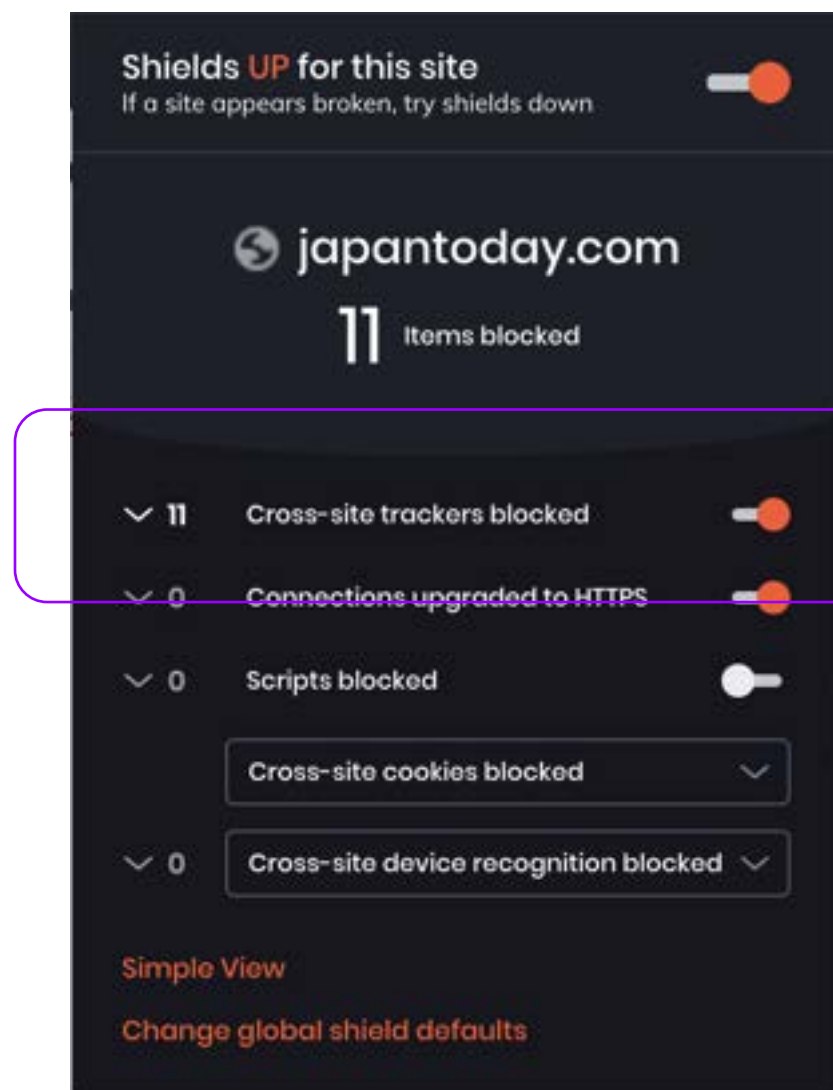 Shields UP for this site
If a site appears broken, try shields down
japantoday.com
11 Items blocked
11 Cross-site trackers blocked
0 Connections upgraded to HTTPS
0 Scripts blocked
Cross-site cookies blocked
0 Cross-site device recognition blocked
Simple View
Change global shield defaults